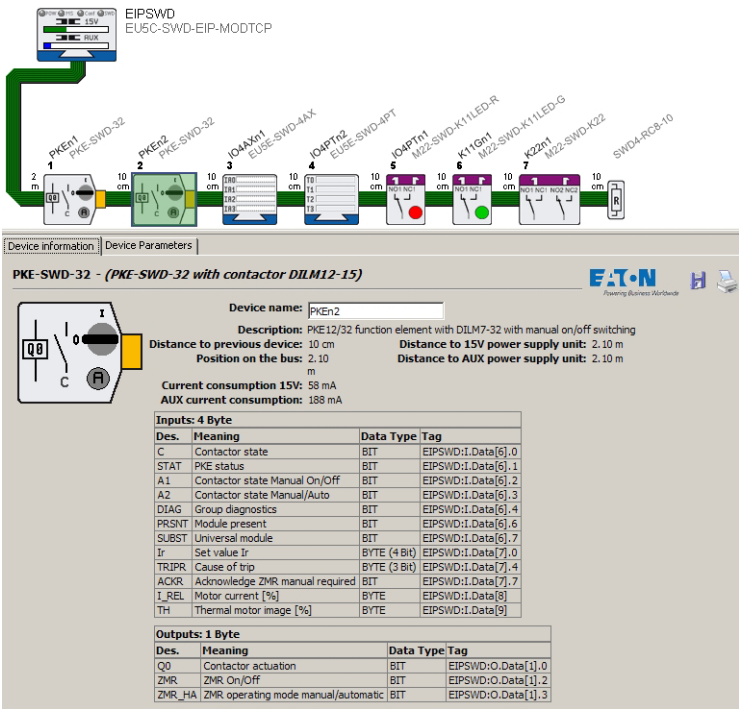 POW MS Conf SWD
15V
AUX
EIPSWD
EU5C-SWD-EIP-MODTCP
PKEn1 PKE-SWD-32
PKEn2 PKE-SWD-32
IO4AXn1 EU5E-SWD-4AX
IO4PTn2 EU5E-SWD-4PT
IO4PTn1 M22-SWD-K11LED-R
K11Gn1 M22-SWD-K11LED-G
K22n1 M22-SWD-K22
SWD4-RC8-10
1 2 3 4 5 6 7
2 m 10 cm 10 cm 10 cm 10 cm 10 cm 10 cm 10 cm
Q0 I 0 C A
Q0 I 0 C A
IR0
IR1
IR2
IR3
T0
T1
T2
T3
NO1 NC1
NO1 NC1
NO1 NC1 NO2 NC2
R
Device information Device Parameters
PKE-SWD-32 - (PKE-SWD-32 with contactor DILM12-15)
EATON
Powering Business Worldwide
Q0 I 0 C A
Device name: PKEn2
Description: PKE12/32 function element with DILM7-32 with manual on/off switching
Distance to previous device: 10 cm Distance to 15V power supply unit: 2.10 m
Position on the bus: 2.10 m Distance to AUX power supply unit: 2.10 m
Current consumption 15V: 58 mA
AUX current consumption: 188 mA
Inputs: 4 Byte
Des. Meaning Data Type Tag
C Contactor state BIT EIPSWD:I.Data[6].0
STAT PKE status BIT EIPSWD:I.Data[6].1
A1 Contactor state Manual On/Off BIT EIPSWD:I.Data[6].2
A2 Contactor state Manual/Auto BIT EIPSWD:I.Data[6].3
DIAG Group diagnostics BIT EIPSWD:I.Data[6].4
PRSNT Module present BIT EIPSWD:I.Data[6].6
SUBST Universal module BIT EIPSWD:I.Data[6].7
Ir Set value Ir BYTE (4 Bit) EIPSWD:I.Data[7].0
TRIPR Cause of trip BYTE (3 Bit) EIPSWD:I.Data[7].4
ACKR Acknowledge ZMR manual required BIT EIPSWD:I.Data[7].7
I_REL Motor current [%] BYTE EIPSWD:I.Data[8]
TH Thermal motor image [%] BYTE EIPSWD:I.Data[9]
Outputs: 1 Byte
Des. Meaning Data Type Tag
Q0 Contactor actuation BIT EIPSWD:O.Data[1].0
ZMR ZMR On/Off BIT EIPSWD:O.Data[1].2
ZMR_HA ZMR operating mode manual/automatic BIT EIPSWD:O.Data[1].3